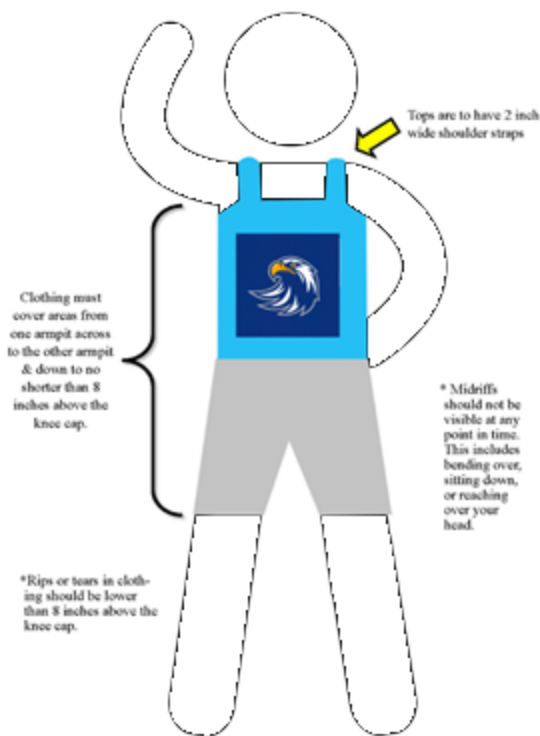 Tops are to have 2 inch
wide shoulder straps
Clothing must
cover areas from
one armpit across
to the other armpit
& down to no
shorter than 8
inches above the
knee cap.
* Midriffs
should not be
visible at any
point in time.
This includes
bending over,
sitting down,
or reaching
over your
head.
*Rips or tears in cloth-
ing should be lower
than 8 inches above the
knee cap.